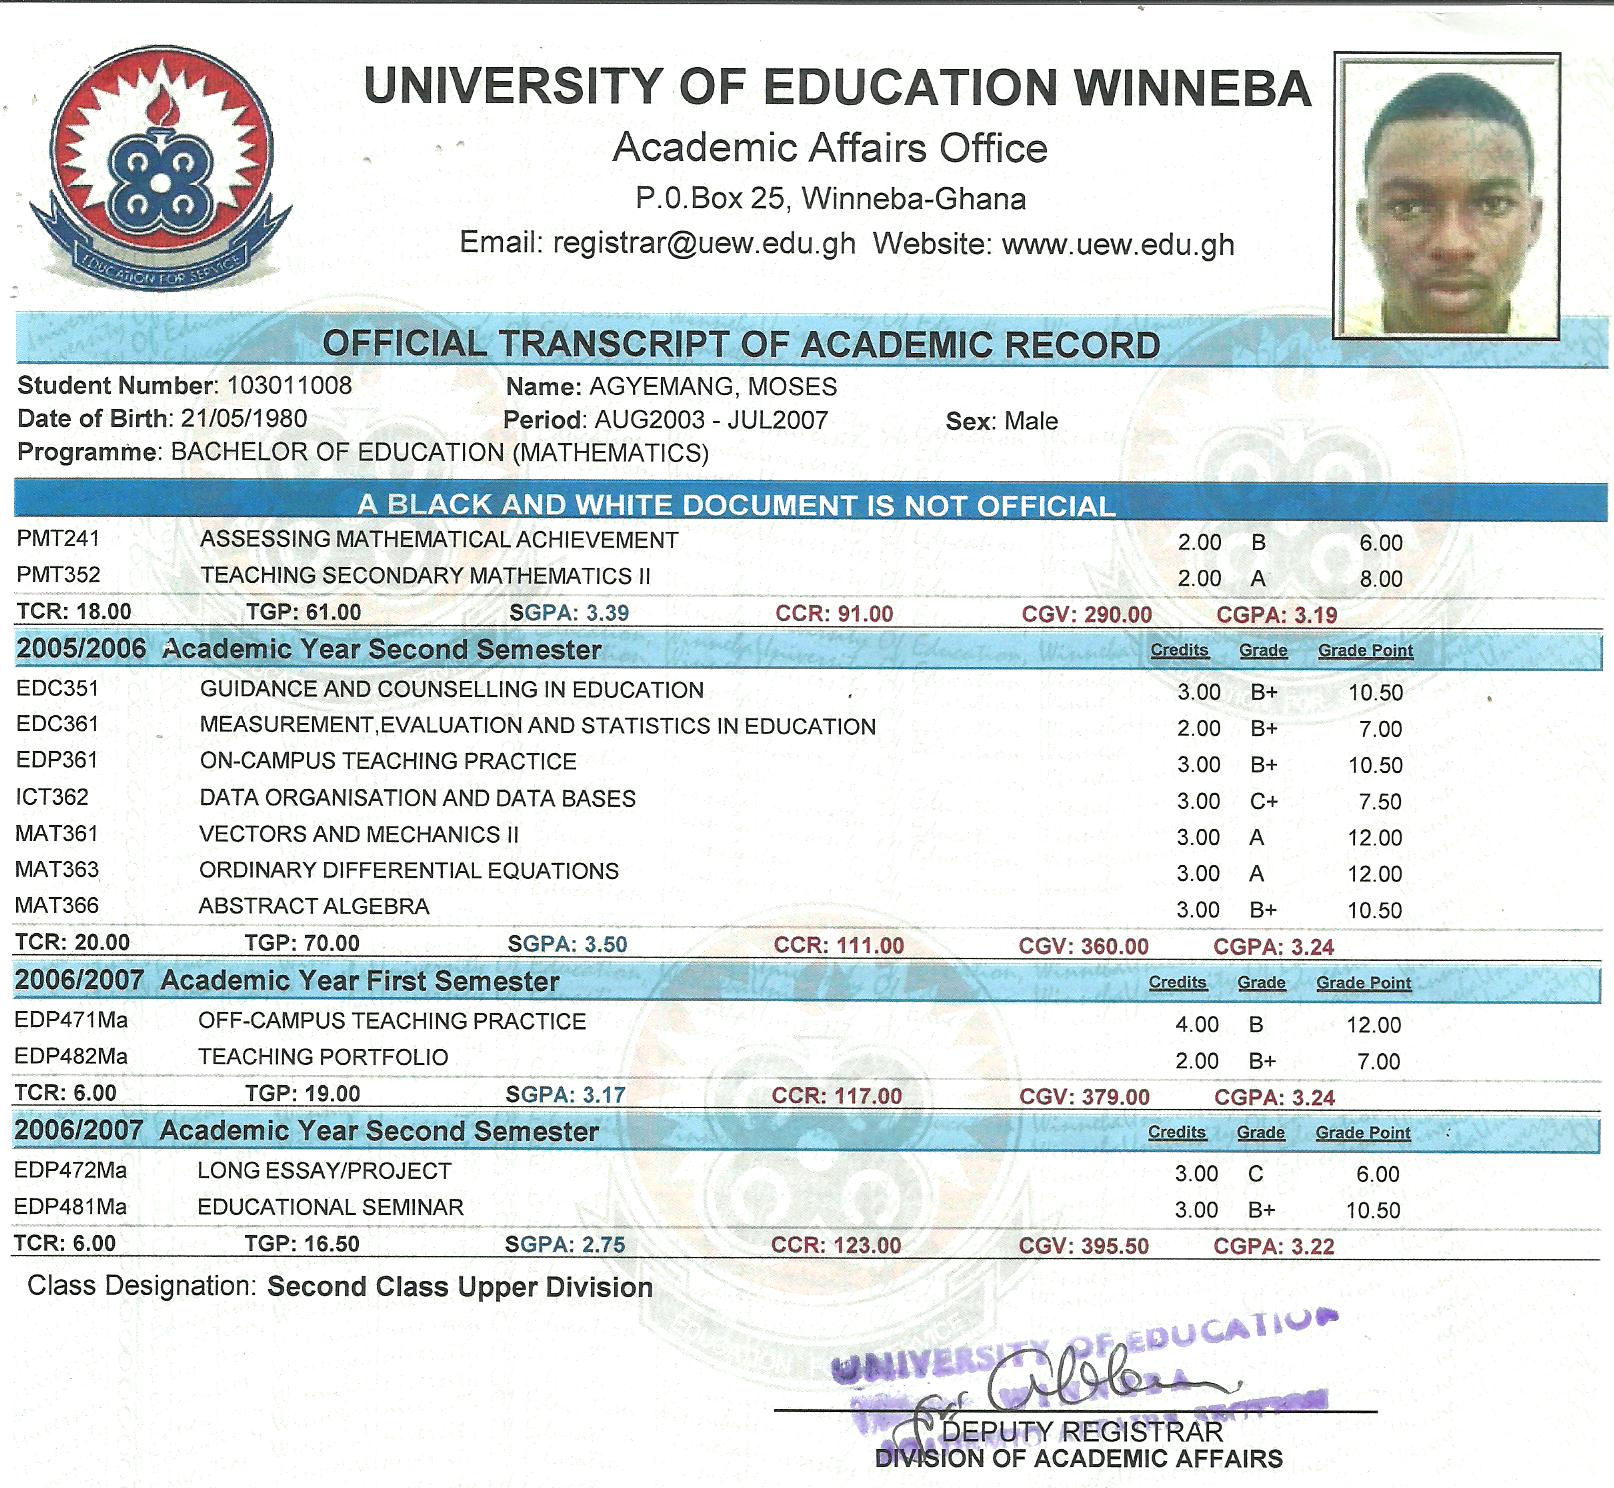 UNIVERSITY OF EDUCATION WINNEBA
Academic Affairs Office
P.0.Box 25, Winneba-Ghana
Email: registrar@uew.edu.gh Website: www.uew.edu.gh
EDUCATION FOR SERVICE
OFFICIAL TRANSCRIPT OF ACADEMIC RECORD
Student Number: 103011008 Name: AGYEMANG, MOSES
Date of Birth: 21/05/1980 Period: AUG2003 - JUL2007 Sex: Male
Programme: BACHELOR OF EDUCATION (MATHEMATICS)
A BLACK AND WHITE DOCUMENT IS NOT OFFICIAL
PMT241 ASSESSING MATHEMATICAL ACHIEVEMENT 2.00 B 6.00
PMT352 TEACHING SECONDARY MATHEMATICS II 2.00 A 8.00
TCR: 18.00 TGP: 61.00 SGPA: 3.39 CCR: 91.00 CGV: 290.00 CGPA: 3.19
2005/2006 Academic Year Second Semester Credits Grade Grade Point
EDC351 GUIDANCE AND COUNSELLING IN EDUCATION 3.00 B+ 10.50
EDC361 MEASUREMENT,EVALUATION AND STATISTICS IN EDUCATION 2.00 B+ 7.00
EDP361 ON-CAMPUS TEACHING PRACTICE 3.00 B+ 10.50
ICT362 DATA ORGANISATION AND DATA BASES 3.00 C+ 7.50
MAT361 VECTORS AND MECHANICS II 3.00 A 12.00
MAT363 ORDINARY DIFFERENTIAL EQUATIONS 3.00 A 12.00
MAT366 ABSTRACT ALGEBRA 3.00 B+ 10.50
TCR: 20.00 TGP: 70.00 SGPA: 3.50 CCR: 111.00 CGV: 360.00 CGPA: 3.24
2006/2007 Academic Year First Semester Credits Grade Grade Point
EDP471Ma OFF-CAMPUS TEACHING PRACTICE 4.00 B 12.00
EDP482Ma TEACHING PORTFOLIO 2.00 B+ 7.00
TCR: 6.00 TGP: 19.00 SGPA: 3.17 CCR: 117.00 CGV: 379.00 CGPA: 3.24
2006/2007 Academic Year Second Semester Credits Grade Grade Point
EDP472Ma LONG ESSAY/PROJECT 3.00 C 6.00
EDP481Ma EDUCATIONAL SEMINAR 3.00 B+ 10.50
TCR: 6.00 TGP: 16.50 SGPA: 2.75 CCR: 123.00 CGV: 395.50 CGPA: 3.22
Class Designation: Second Class Upper Division
UNIVERSITY OF EDUCATION
WINNEBA
for
DEPUTY REGISTRAR
DIVISION OF ACADEMIC AFFAIRS